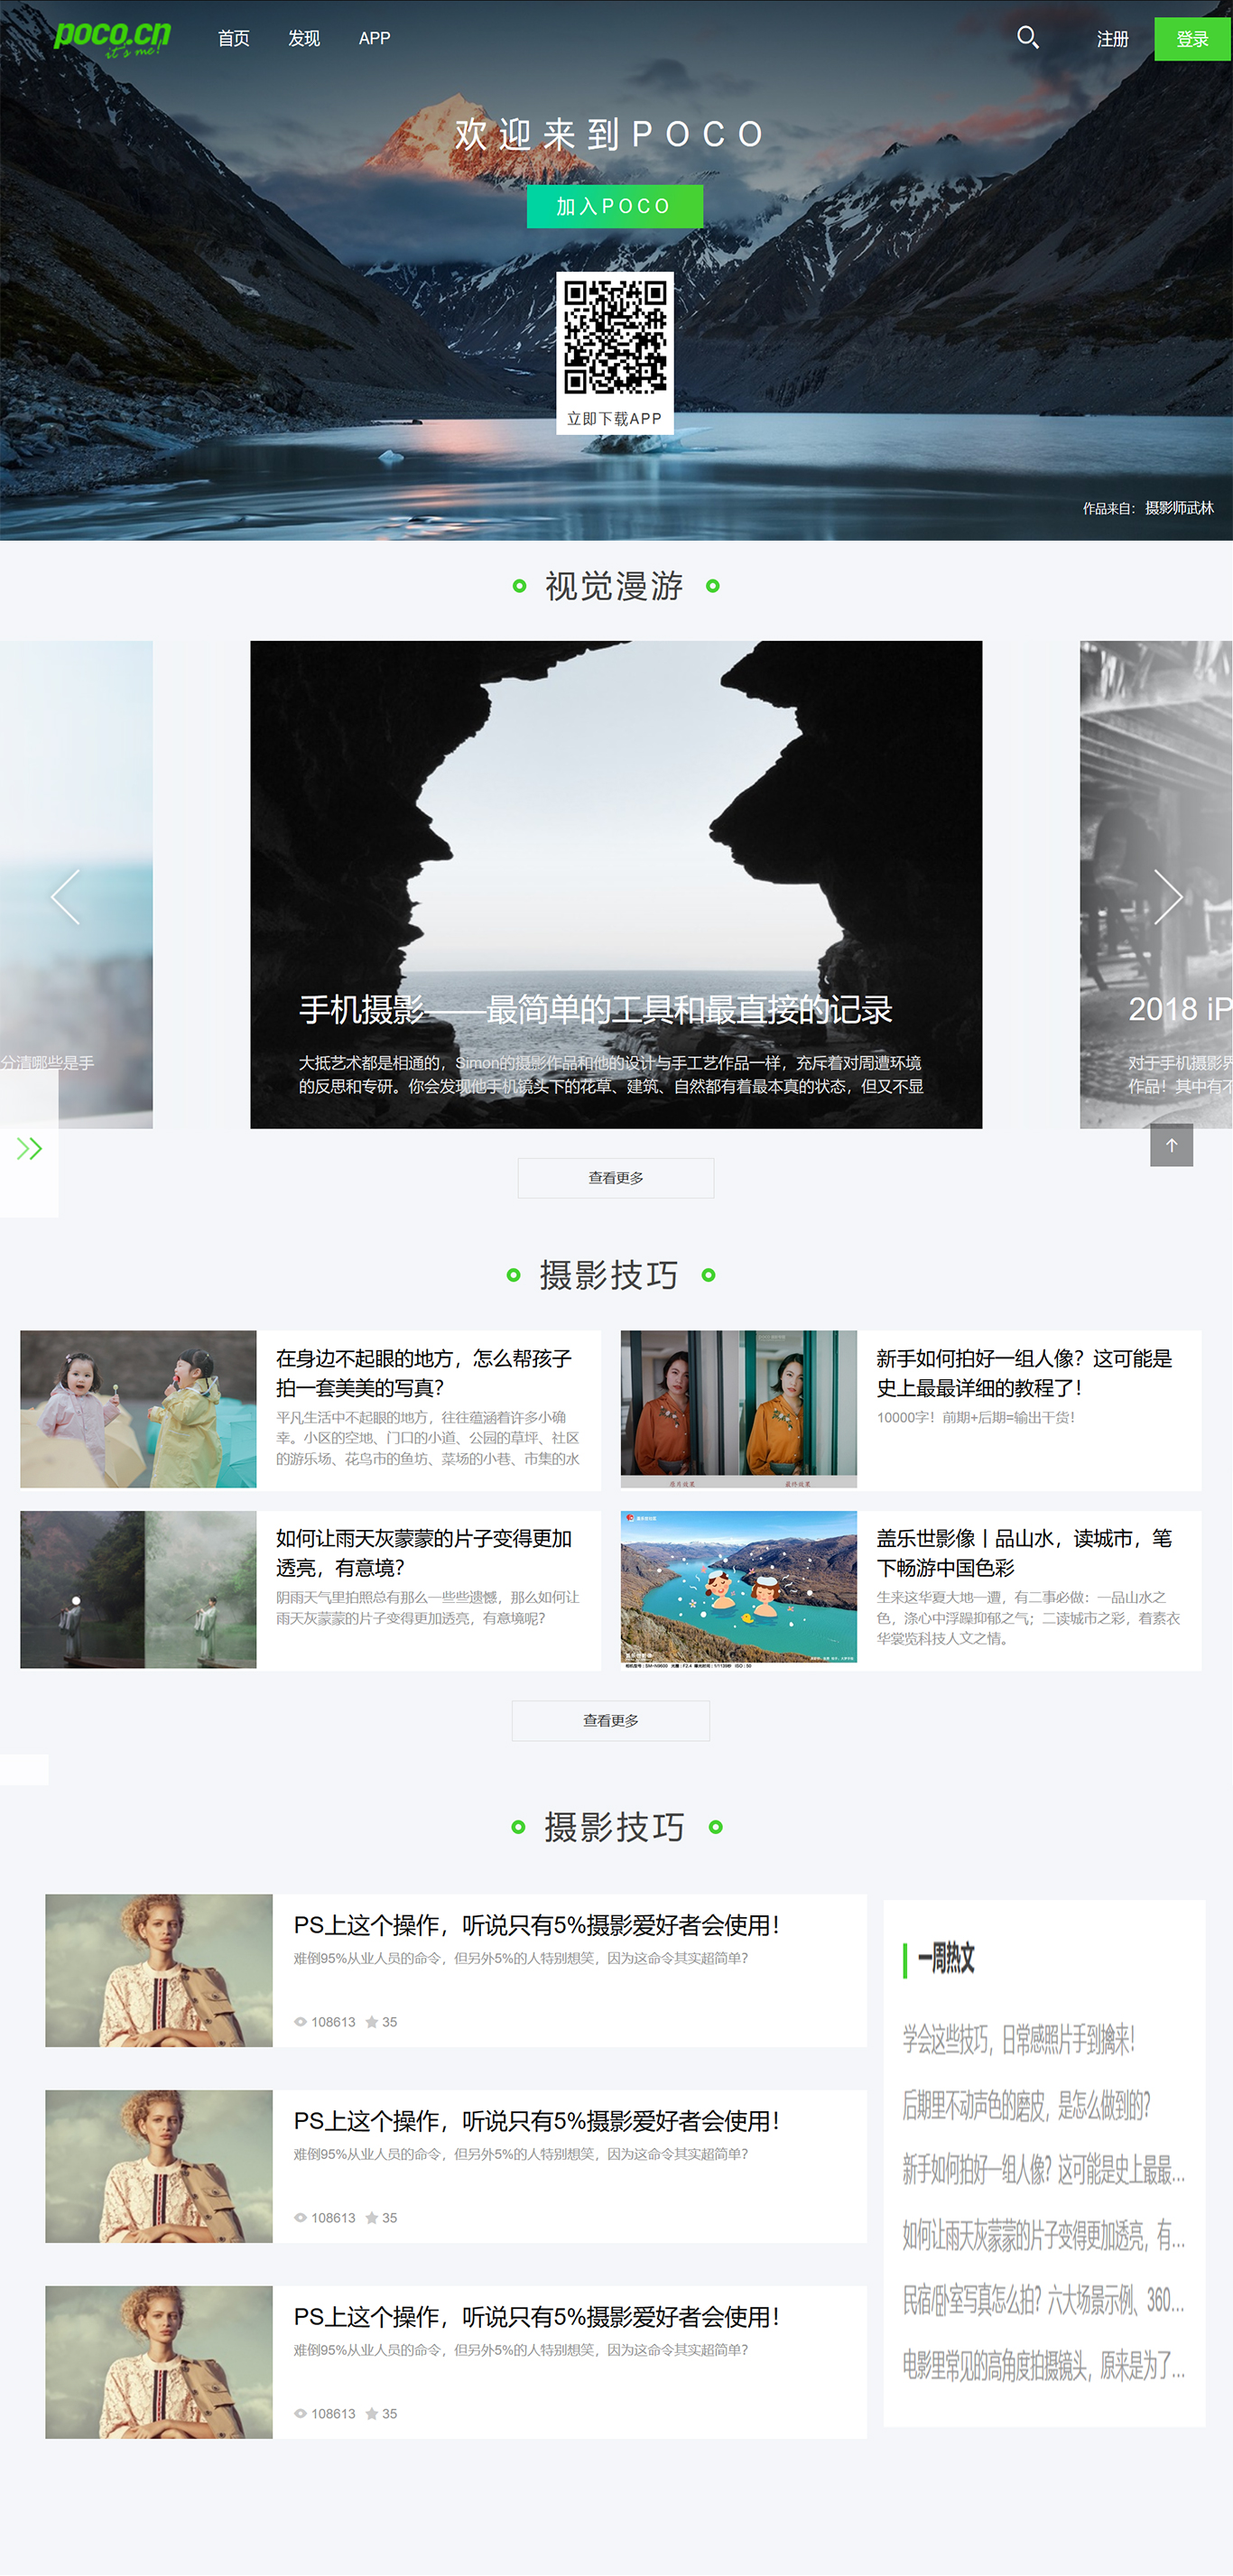 poco.cn
it's me!
首页
发现
APP
注册
登录
欢迎来到POCO
加入POCO
立即下载APP
作品来自： 摄影师武林
视觉漫游
分清哪些是手
手机摄影——最简单的工具和最直接的记录
大抵艺术都是相通的，Simon的摄影作品和他的设计与手工艺作品一样，充斥着对周遭环境
的反思和专研。你会发现他手机镜头下的花草、建筑、自然都有着最本真的状态，但又不显
2018 iP
对于手机摄影界
作品！其中有不
查看更多
摄影技巧
在身边不起眼的地方，怎么帮孩子
拍一套美美的写真？
平凡生活中不起眼的地方，往往蕴涵着许多小确
幸。小区的空地、门口的小道、公园的草坪、社区
的游乐场、花鸟市的鱼坊、菜场的小巷、市集的水
新手如何拍好一组人像？这可能是
史上最最详细的教程了！
10000字！前期+后期=输出干货！
原片效果
最终效果
如何让雨天灰蒙蒙的片子变得更加
透亮，有意境？
阴雨天气里拍照总有那么一些些遗憾，那么如何让
雨天灰蒙蒙的片子变得更加透亮，有意境呢？
盖乐世影像丨品山水，读城市，笔
下畅游中国色彩
生来这华夏大地一遭，有二事必做：一品山水之
色，涤心中浮躁抑郁之气；二读城市之彩，着素衣
华裳览科技人文之情。
查看更多
摄影技巧
PS上这个操作，听说只有5%摄影爱好者会使用！
难倒95%从业人员的命令，但另外5%的人特别想笑，因为这命令其实超简单？
108613 35
PS上这个操作，听说只有5%摄影爱好者会使用！
难倒95%从业人员的命令，但另外5%的人特别想笑，因为这命令其实超简单？
108613 35
PS上这个操作，听说只有5%摄影爱好者会使用！
难倒95%从业人员的命令，但另外5%的人特别想笑，因为这命令其实超简单？
108613 35
一周热文
学会这些技巧，日常感照片手到擒来！
后期里不动声色的磨皮，是怎么做到的？
新手如何拍好一组人像？这可能是史上最最...
如何让雨天灰蒙蒙的片子变得更加透亮，有...
民宿/卧室写真怎么拍？六大场景示例、360...
电影里常见的高角度拍摄镜头，原来是为了...